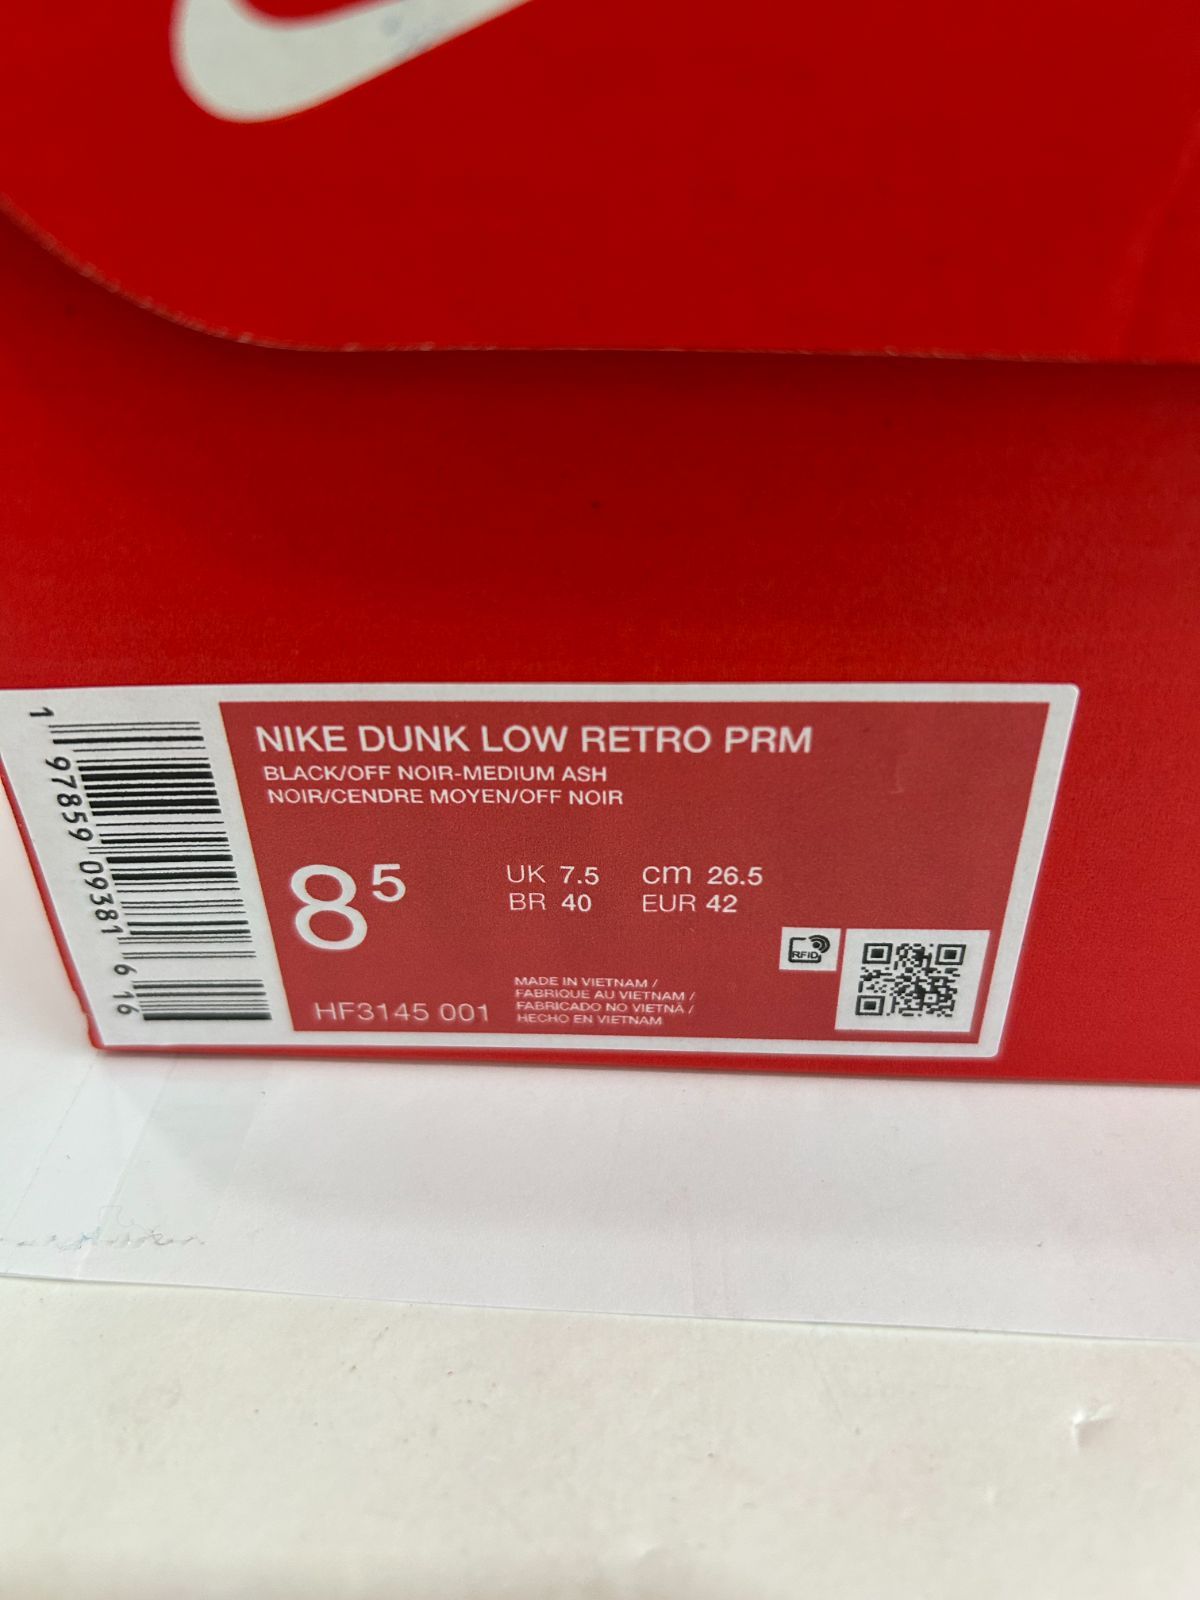 NIKE DUNK LOW RETRO PRM
BLACK/OFF NOIR-MEDIUM ASH
NOIR/CENDRE MOYEN/OFF NOIR
8 5
UK 7.5 cm 26.5
BR 40 EUR 42
RFID
HF3145 001
MADE IN VIETNAM /
FABRIQUE AU VIETNAM /
FABRICADO NO VIETNÃ /
HECHO EN VIETNAM
1 97859 09381 6 16